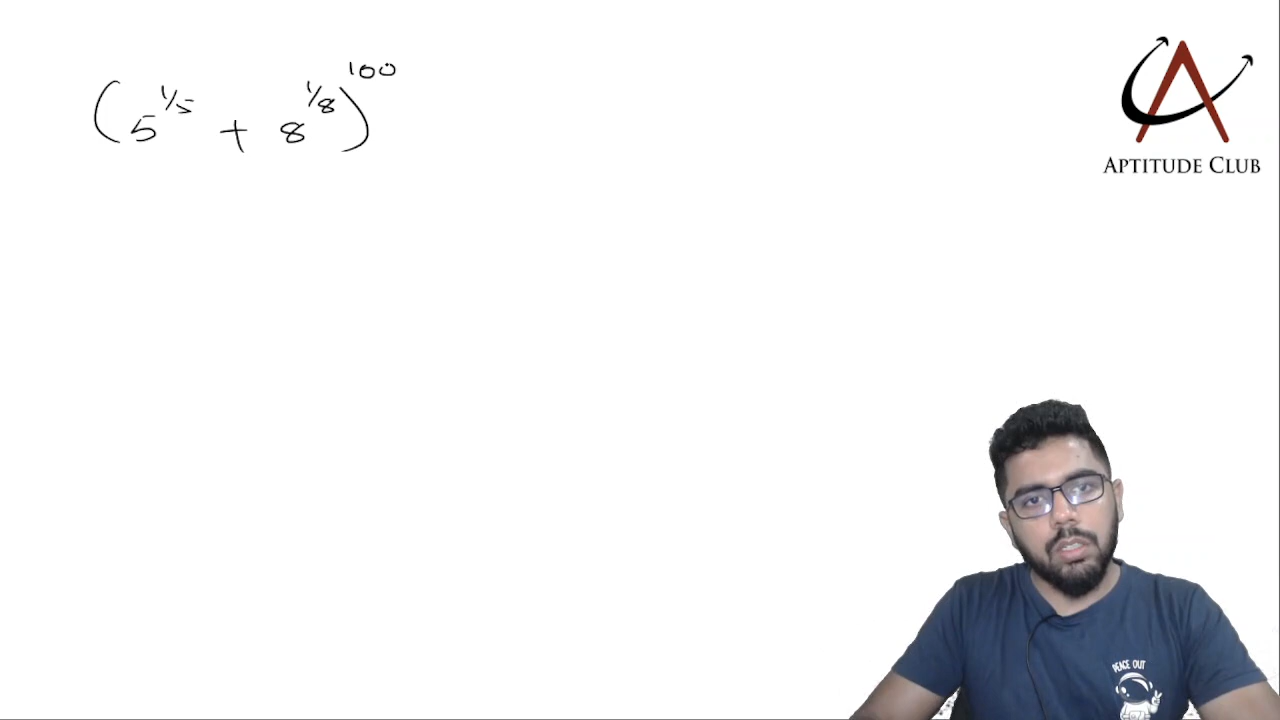 (5^{1/5} + 8^{1/8})^{100}
APTITUDE CLUB
PEACE OUT